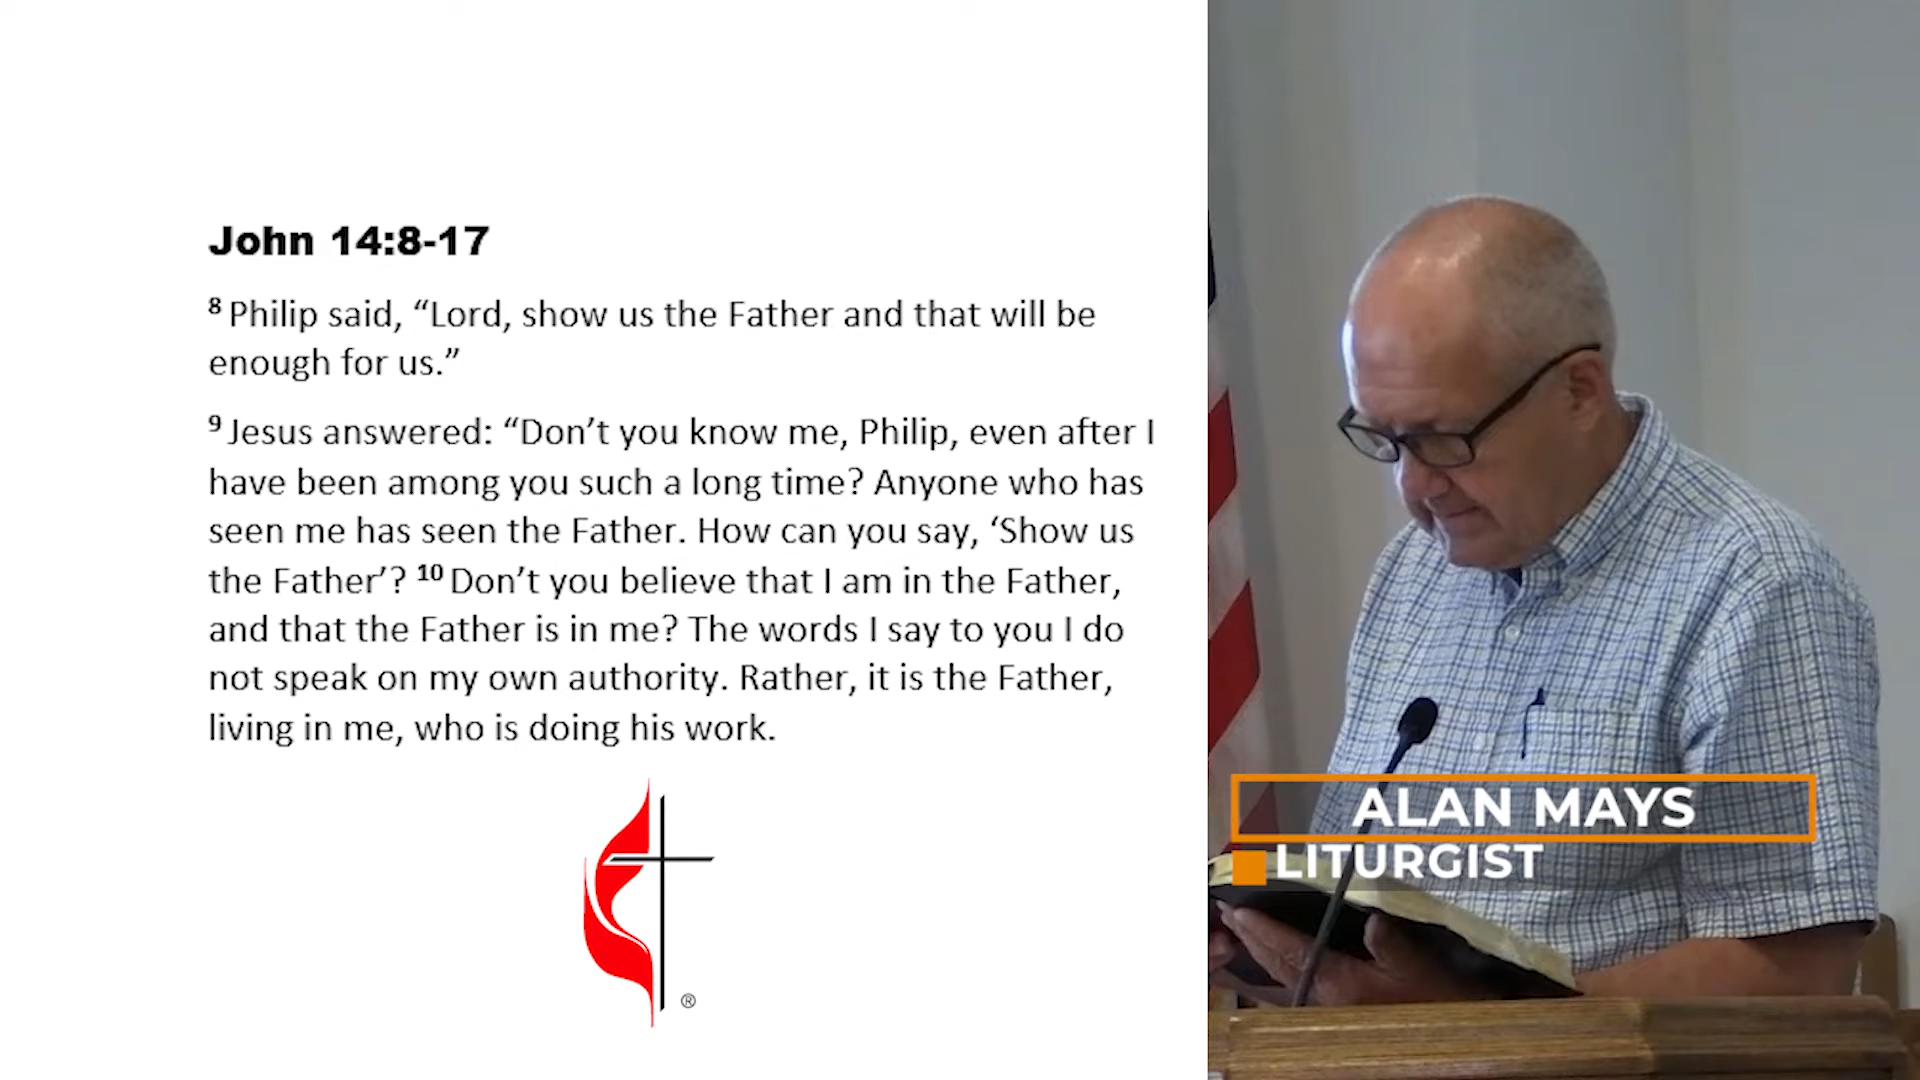 John 14:8-17
8 Philip said, “Lord, show us the Father and that will be
enough for us.”
9 Jesus answered: “Don’t you know me, Philip, even after I
have been among you such a long time? Anyone who has
seen me has seen the Father. How can you say, ‘Show us
the Father’? 10 Don’t you believe that I am in the Father,
and that the Father is in me? The words I say to you I do
not speak on my own authority. Rather, it is the Father,
living in me, who is doing his work.
®
ALAN MAYS
LITURGIST